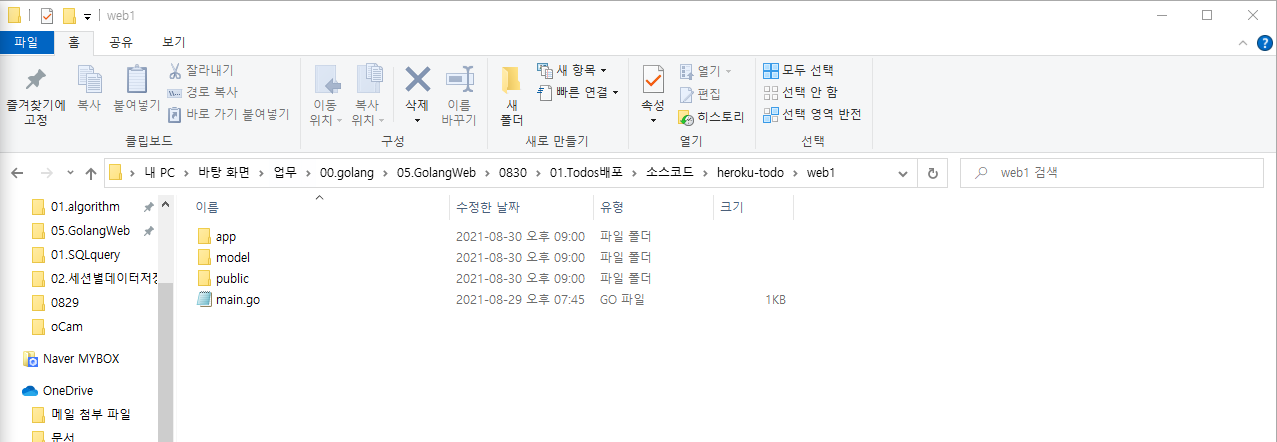 web1
파일 홈 공유 보기
즐겨찾기에 고정
복사
붙여넣기
잘라내기
경로 복사
바로 가기 붙여넣기
클립보드
이동 위치
복사 위치
삭제
이름 바꾸기
구성
새 폴더
새 항목
빠른 연결
새로 만들기
속성
열기
편집
히스토리
열기
모두 선택
선택 안 함
선택 영역 반전
선택
내 PC > 바탕 화면 > 업무 > 00.golang > 05.GolangWeb > 0830 > 01.Todos배포 > 소스코드 > heroku-todo > web1
web1 검색
01.algorithm
05.GolangWeb
01.SQLquery
02.세션별데이터저장
0829
oCam
Naver MYBOX
OneDrive
메일 첨부 파일
문서
이름 수정한 날짜 유형 크기
app 2021-08-30 오후 09:00 파일 폴더
model 2021-08-30 오후 09:00 파일 폴더
public 2021-08-30 오후 09:00 파일 폴더
main.go 2021-08-29 오후 07:45 GO 파일 1KB